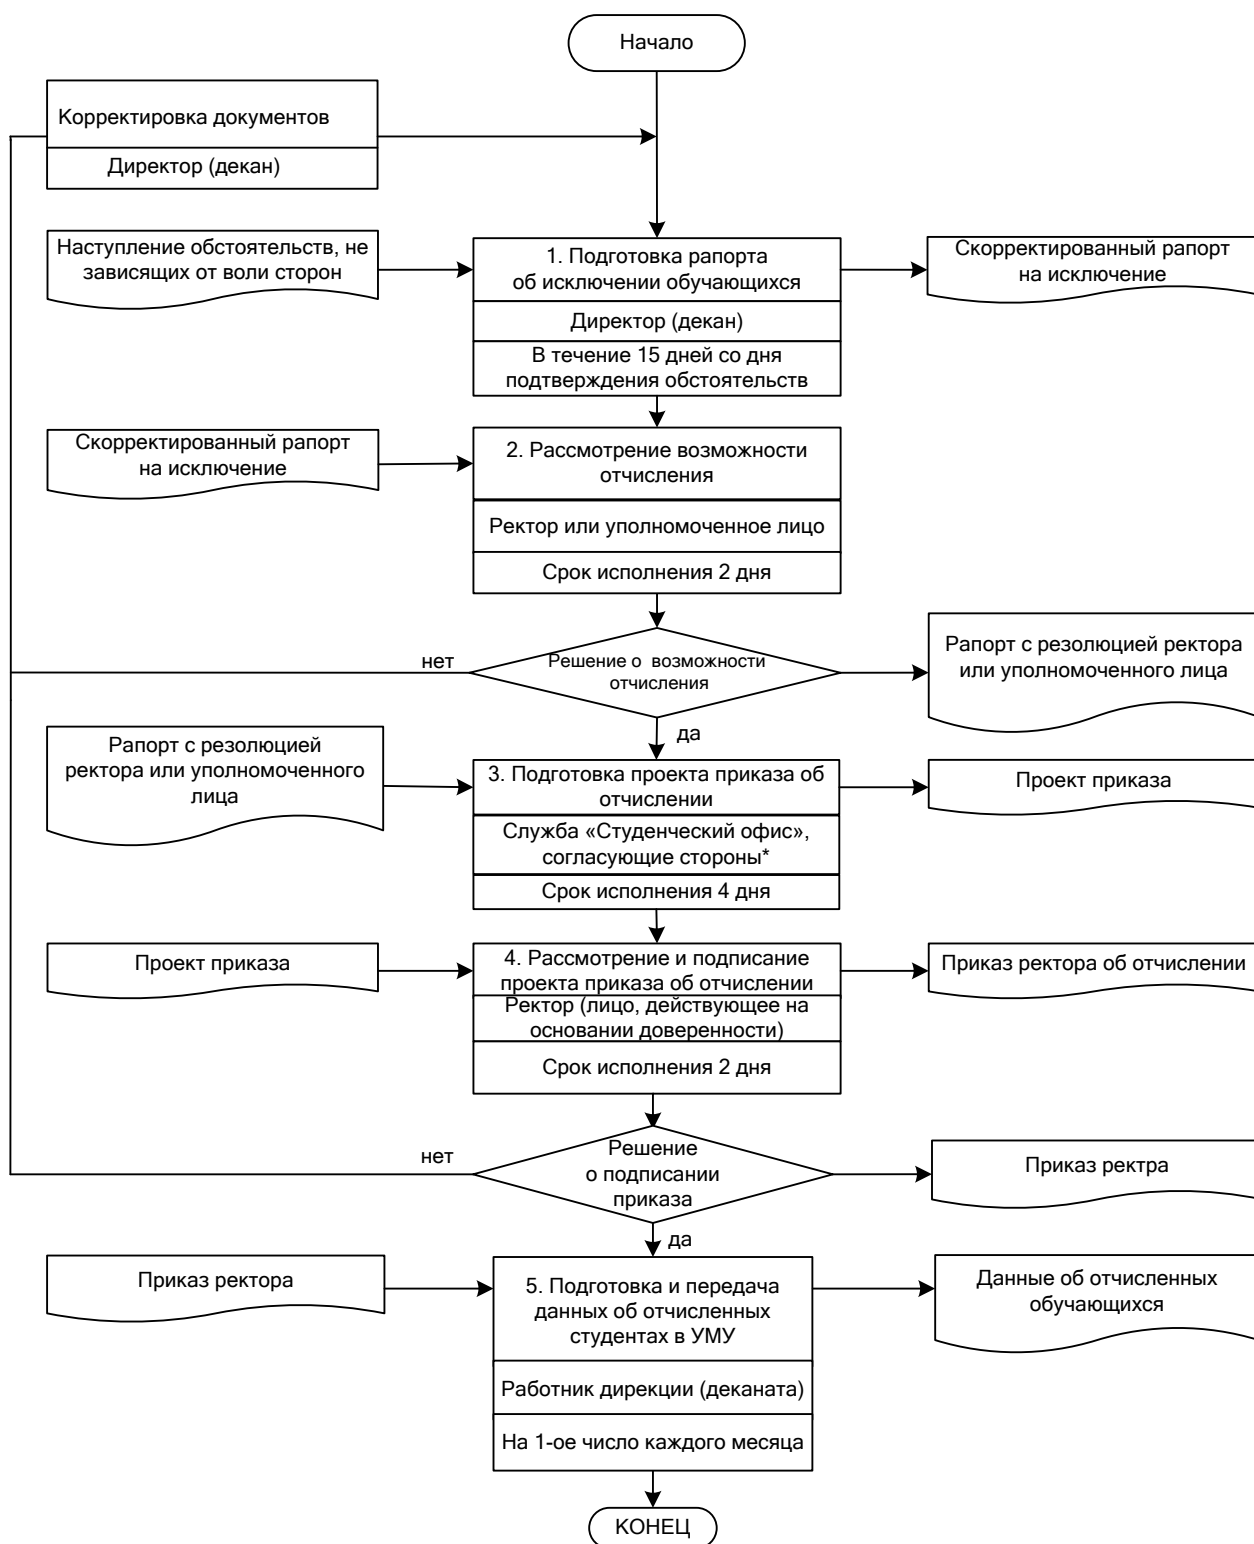 Начало
Корректировка документов
Директор (декан)
Наступление обстоятельств, не
зависящих от воли сторон
1. Подготовка рапорта
об исключении обучающихся
Директор (декан)
В течение 15 дней со дня
подтверждения обстоятельств
Скорректированный рапорт
на исключение
Скорректированный рапорт
на исключение
2. Рассмотрение возможности
отчисления
Ректор или уполномоченное лицо
Срок исполнения 2 дня
нет
Решение о возможности
отчисления
Рапорт с резолюцией ректора
или уполномоченного лица
да
Рапорт с резолюцией
ректора или уполномоченного
лица
3. Подготовка проекта приказа об
отчислении
Служба «Студенческий офис»,
согласующие стороны*
Срок исполнения 4 дня
Проект приказа
Проект приказа
4. Рассмотрение и подписание
проекта приказа об отчислении
Ректор (лицо, действующее на
основании доверенности)
Срок исполнения 2 дня
Приказ ректора об отчислении
нет
Решение
о подписании
приказа
Приказ ректра
да
Приказ ректора
5. Подготовка и передача
данных об отчисленных
студентах в УМУ
Работник дирекции (деканата)
На 1-ое число каждого месяца
Данные об отчисленных
обучающихся
КОНЕЦ